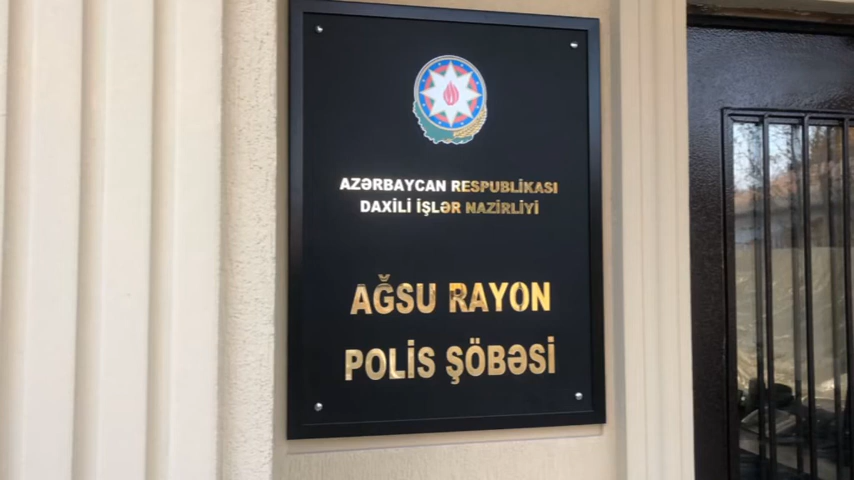 AZƏRBAYCAN RESPUBLİKASI
DAXİLİ İŞLƏR NAZİRLİYİ
AĞSU RAYON
POLİS ŞÖBƏSİ